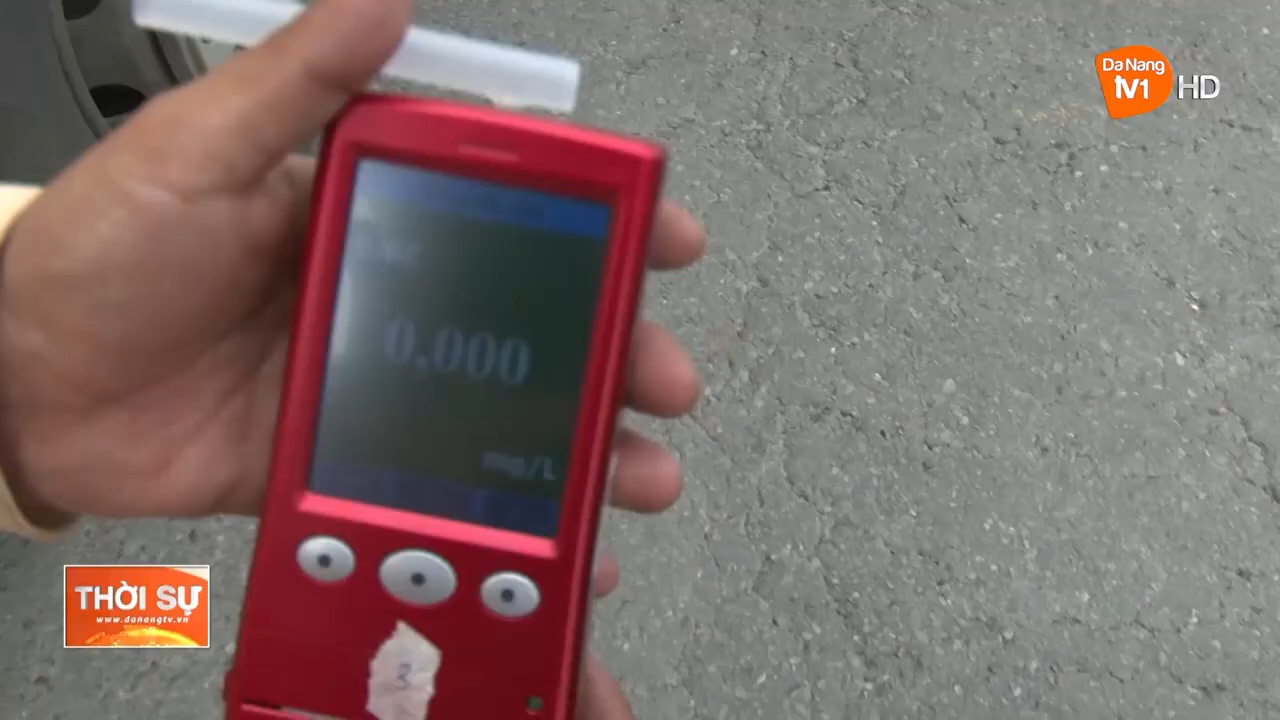 Da Nang
TV1 HD
0.000
mg/L
THỜI SỰ
www.danangtv.vn
3